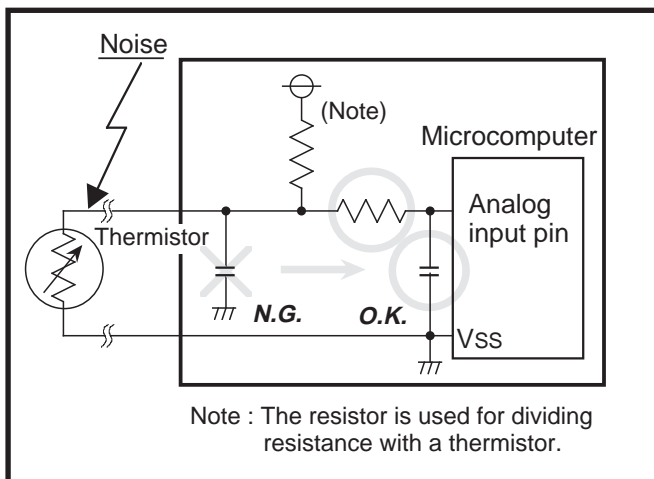 Noise
(Note)
Microcomputer
Analog
input pin
Thermistor
N.G.
O.K.
VSS
Note : The resistor is used for dividing
resistance with a thermistor.